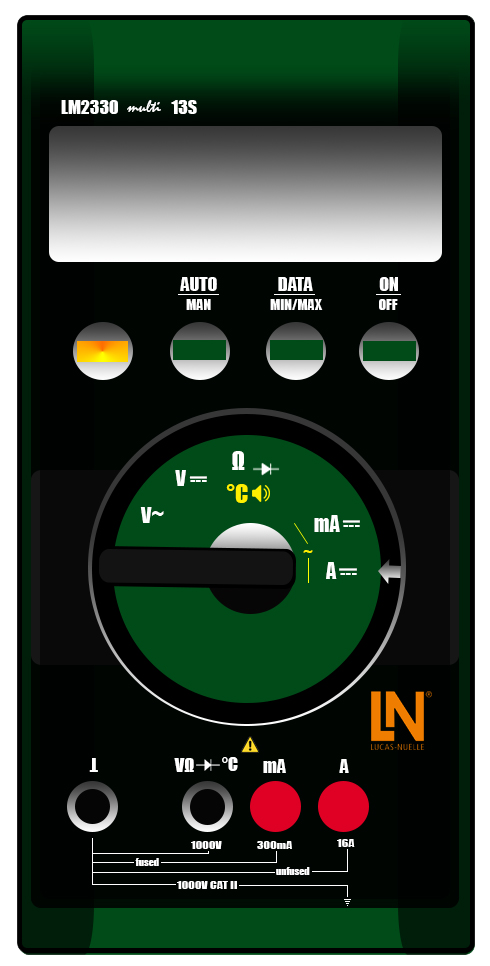 LM2330 multi 13S
AUTO DATA ON
MAN MIN/MAX OFF
Ω
V
°C
V~
mA
~
A
LN®
LUCAS-NUELLE
⊥ VΩ °C mA A
1000V 300mA 16A
fused
unfused
1000V CAT II